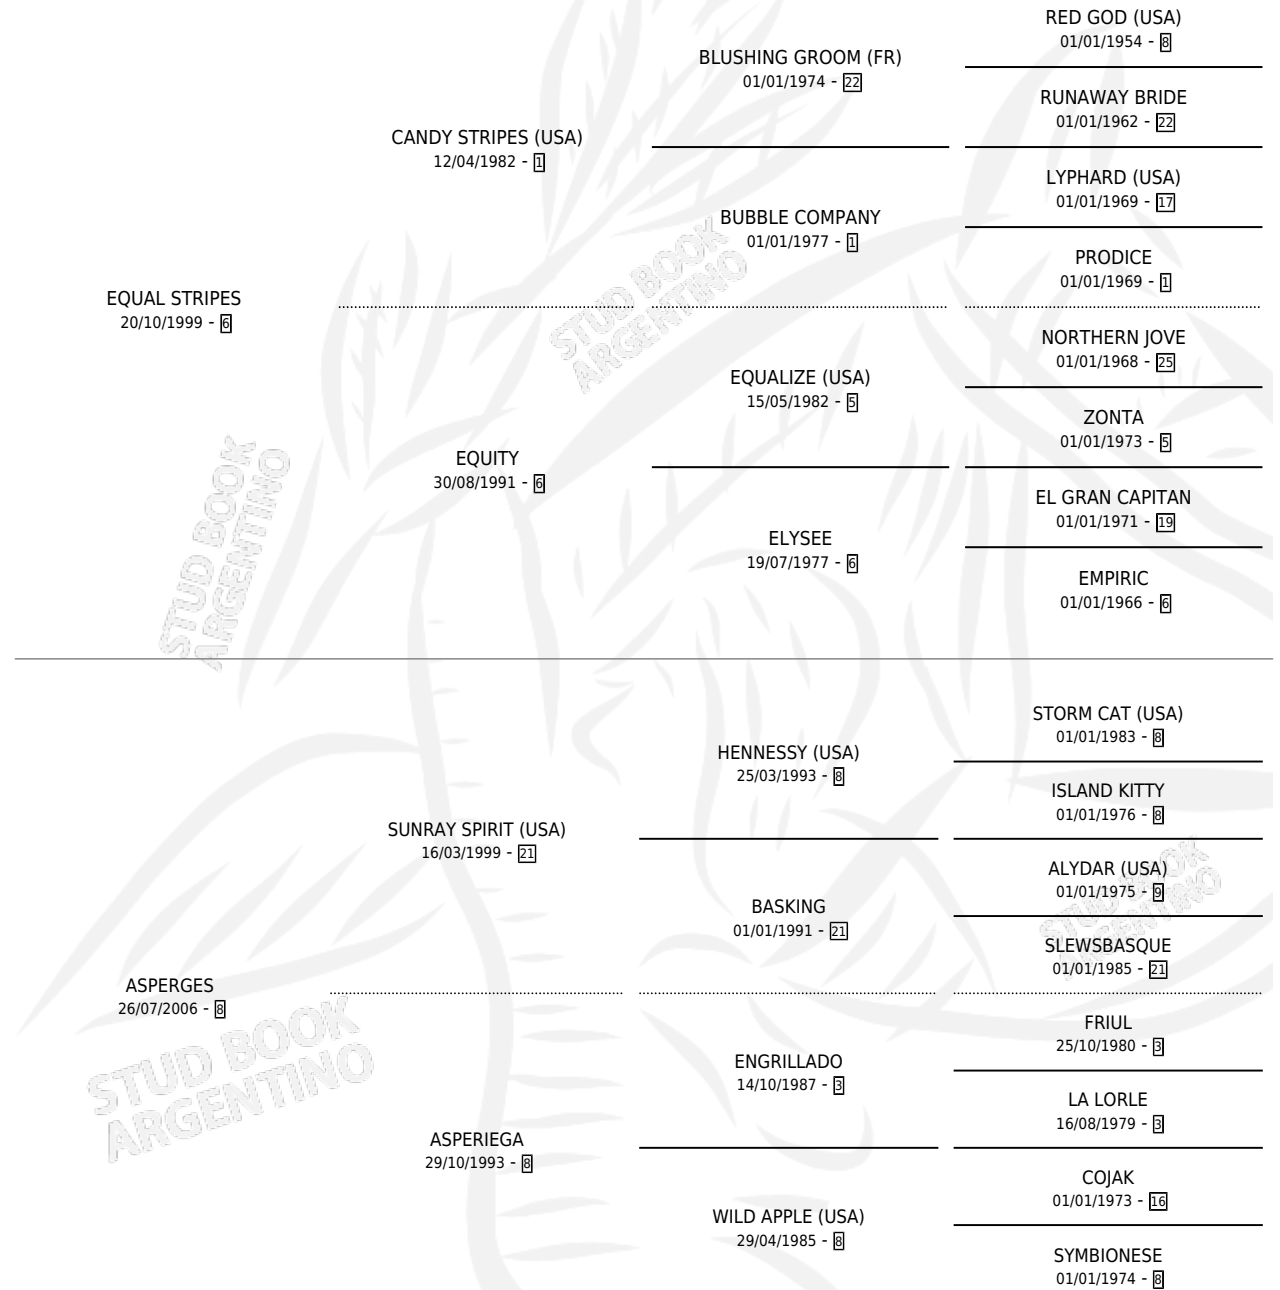 RED GOD (USA)
01/01/1954 - 8
BLUSHING GROOM (FR)
01/01/1974 - 22
RUNAWAY BRIDE
01/01/1962 - 22
CANDY STRIPES (USA)
12/04/1982 - 1
LYPHARD (USA)
01/01/1969 - 17
BUBBLE COMPANY
01/01/1977 - 1
PRODICE
01/01/1969 - 1
EQUAL STRIPES
20/10/1999 - 6
STUD BOOK
ARGENTINO
NORTHERN JOVE
01/01/1968 - 25
EQUALIZE (USA)
15/05/1982 - 5
ZONTA
01/01/1973 - 5
EQUITY
30/08/1991 - 6
EL GRAN CAPITAN
01/01/1971 - 19
ELYSEE
19/07/1977 - 6
EMPIRIC
01/01/1966 - 6
STUD BOOK
ARGENTINO
STORM CAT (USA)
01/01/1983 - 8
HENNESSY (USA)
25/03/1993 - 8
ISLAND KITTY
01/01/1976 - 8
SUNRAY SPIRIT (USA)
16/03/1999 - 21
ALYDAR (USA)
01/01/1975 - 9
BASKING
01/01/1991 - 21
SLEWSBASQUE
01/01/1985 - 21
STUD BOOK
ARGENTINO
ASPERGES
26/07/2006 - 8
FRIUL
25/10/1980 - 3
ENGRILLADO
14/10/1987 - 3
LA LORLE
16/08/1979 - 3
STUD BOOK
ARGENTINO
ASPERIEGA
29/10/1993 - 8
COJAK
01/01/1973 - 16
WILD APPLE (USA)
29/04/1985 - 8
SYMBIONESE
01/01/1974 - 8